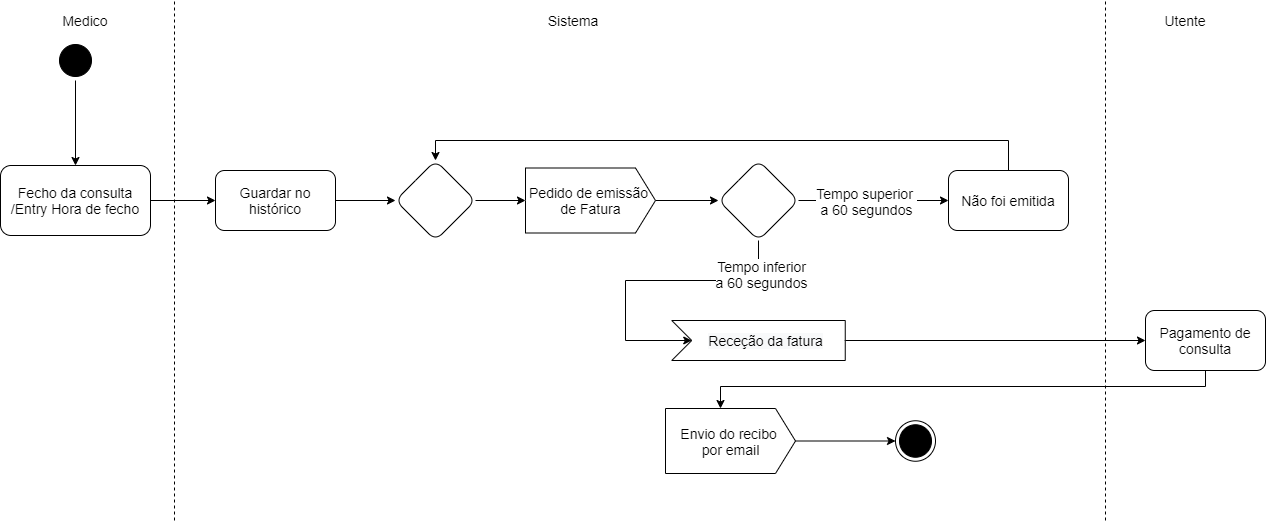 Medico
Sistema
Utente
Fecho da consulta
/Entry Hora de fecho
Guardar no
histórico
Pedido de emissão
de Fatura
Tempo superior
a 60 segundos
Não foi emitida
Tempo inferior
a 60 segundos
Receção da fatura
Pagamento de
consulta
Envio do recibo
por email